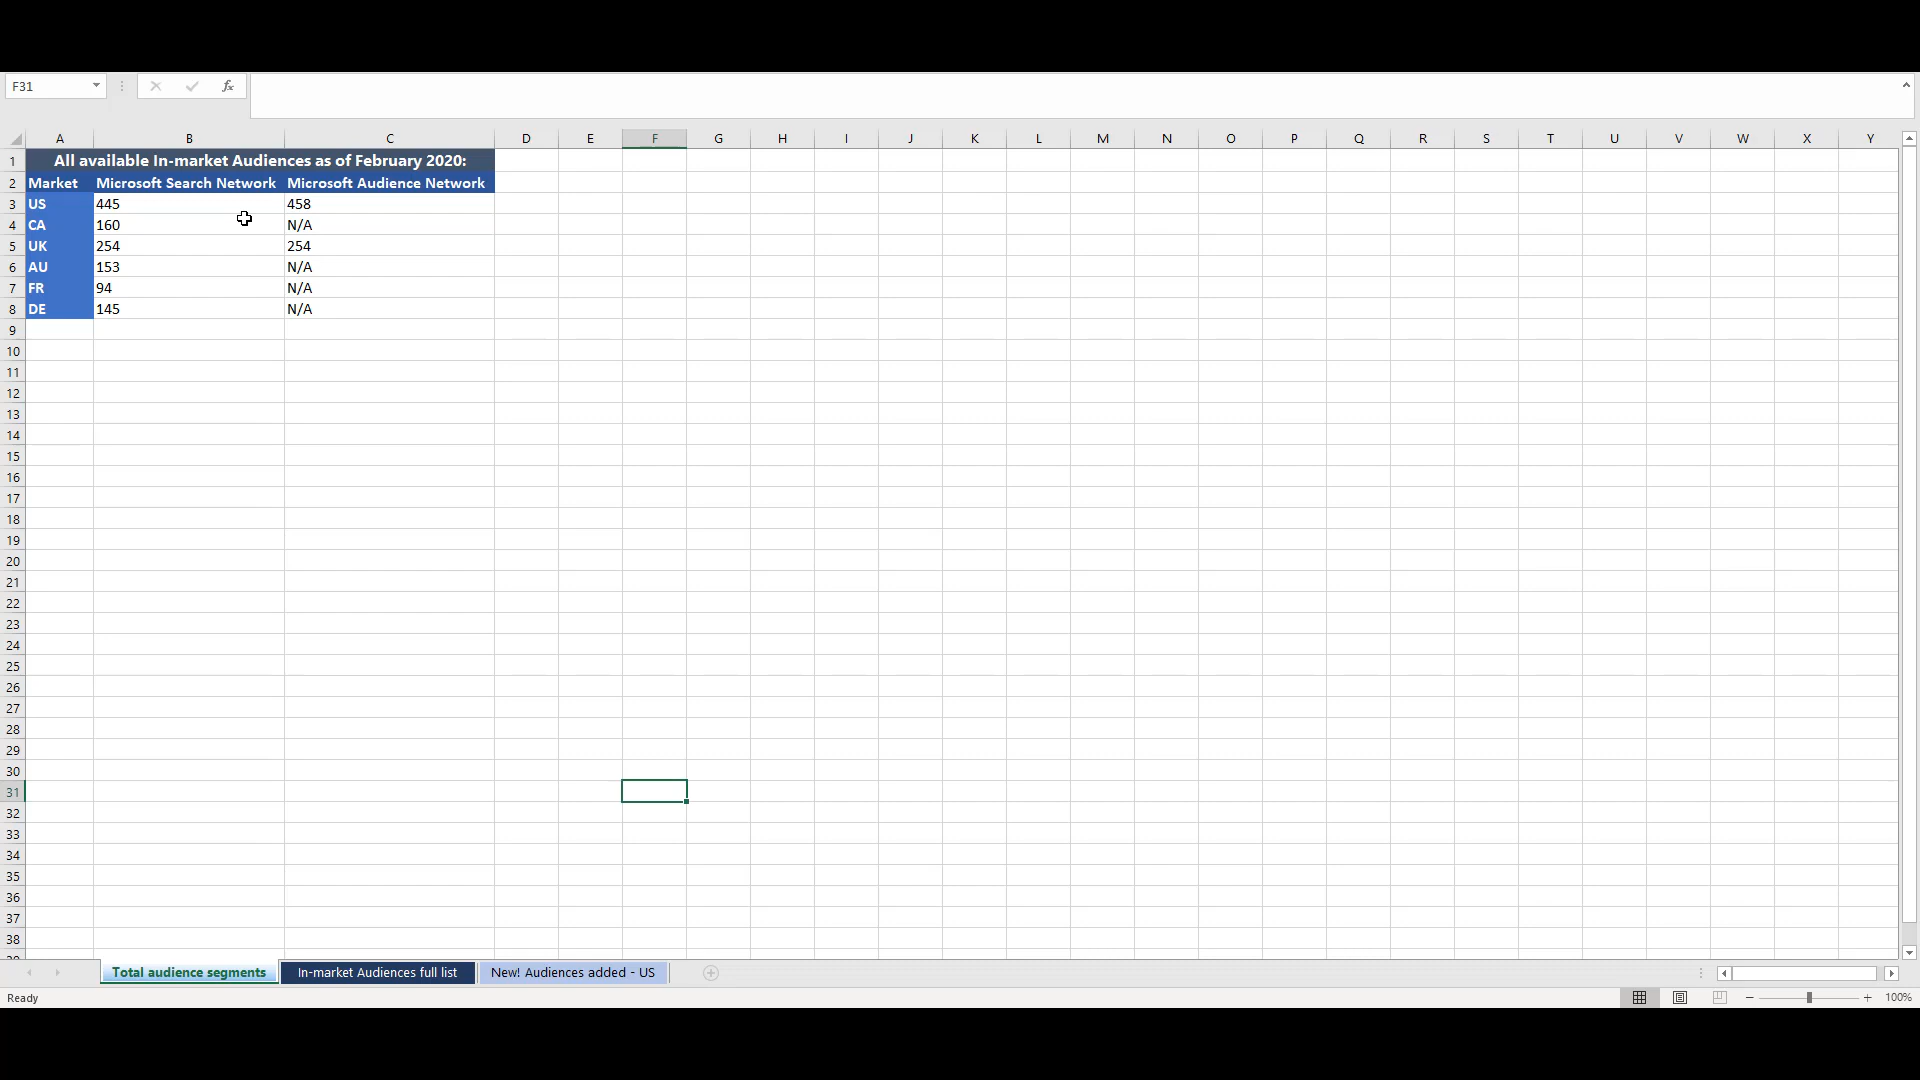 F31
fx
A B C D E F G H I J K L M N O P Q R S T U V W X Y
1 All available In-market Audiences as of February 2020:
2 Market Microsoft Search Network Microsoft Audience Network
3 US 445 458
4 CA 160 N/A
5 UK 254 254
6 AU 153 N/A
7 FR 94 N/A
8 DE 145 N/A
9
10
11
12
13
14
15
16
17
18
19
20
21
22
23
24
25
26
27
28
29
30
31
32
33
34
35
36
37
38
Total audience segments In-market Audiences full list New! Audiences added - US
Ready 100%